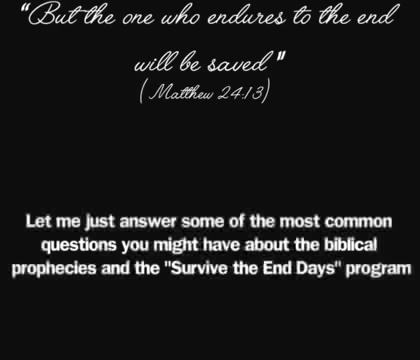 "But the one who endures to the end
will be saved"
(Matthew 24:13)
Let me just answer some of the most common
questions you might have about the biblical
prophecies and the "Survive the End Days" program